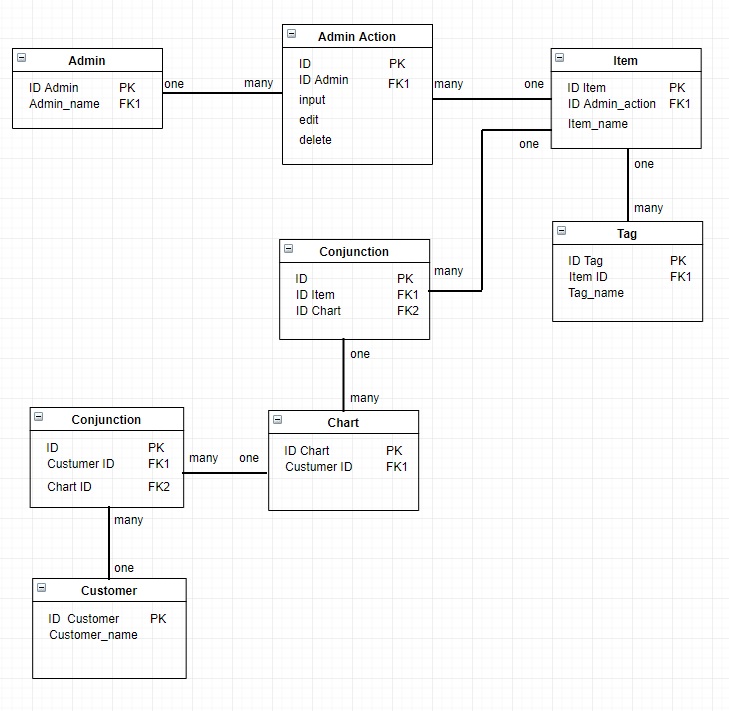 Admin
ID Admin PK
Admin_name FK1
one many
Admin Action
ID PK
ID Admin FK1
input
edit
delete
many one
Item
ID Item PK
ID Admin_action FK1
Item_name
one
one
many
Tag
ID Tag PK
Item ID FK1
Tag_name
Conjunction
ID PK
ID Item FK1
ID Chart FK2
many
one
many
Chart
ID Chart PK
Custumer ID FK1
Conjunction
ID PK
Custumer ID FK1
Chart ID FK2
many one
many
one
Customer
ID Customer PK
Customer_name